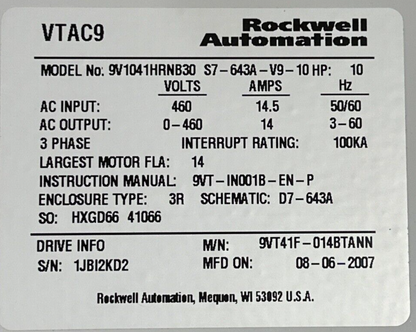 VTAC9 Rockwell Automation
MODEL No: 9V1041HRNB30 S7-643A-V9-10 HP: 10
VOLTS AMPS Hz
AC INPUT: 460 14.5 50/60
AC OUTPUT: 0-460 14 3-60
3 PHASE INTERRUPT RATING: 100KA
LARGEST MOTOR FLA: 14
INSTRUCTION MANUAL: 9VT-IN001B-EN-P
ENCLOSURE TYPE: 3R SCHEMATIC: D7-643A
SO: HXGD66 41066
DRIVE INFO M/N: 9VT41F-014BTANN
S/N: 1JBI2KD2 MFD ON: 08-06-2007
Rockwell Automation, Mequon, WI 53092 U.S.A.